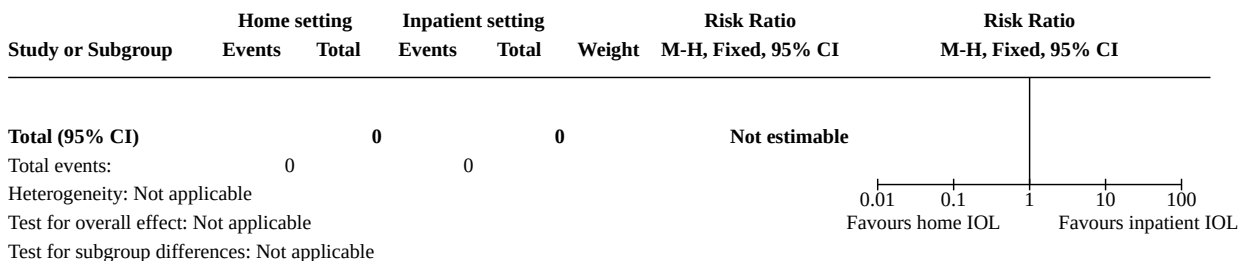 Home setting Inpatient setting Risk Ratio Risk Ratio
Study or Subgroup Events Total Events Total Weight M-H, Fixed, 95% CI M-H, Fixed, 95% CI
Total (95% CI) 0 0 Not estimable
Total events: 0 0
Heterogeneity: Not applicable
0.01 0.1 1 10 100
Test for overall effect: Not applicable Favours home IOL Favours inpatient IOL
Test for subgroup differences: Not applicable